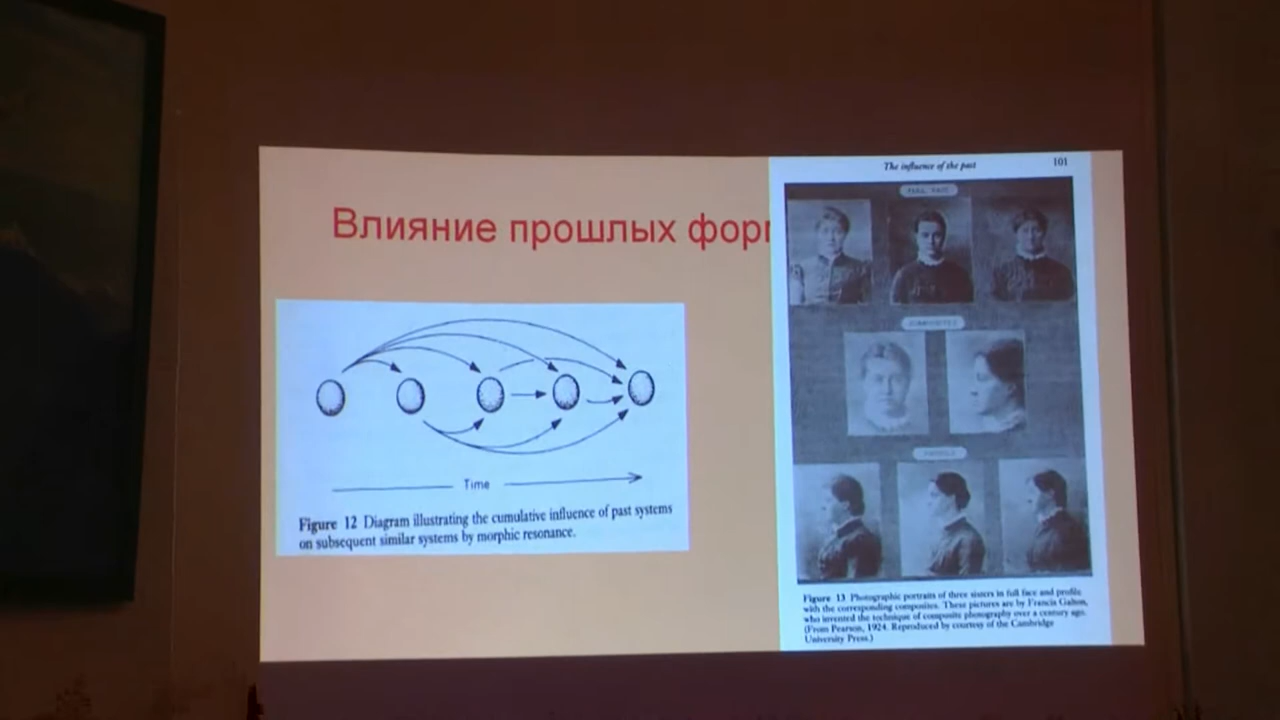 Влияние прошлых фор
Time
Figure 12 Diagram illustrating the cumulative influence of past systems
on subsequent similar systems by morphic resonance.
The influence of the past 101
FULL FACE
COMPOSITES
PROFILE
Figure 13 Photographic portraits of three sisters in full face and profile
with the corresponding composites. These pictures are by Francis Galton,
who invented the technique of composite photography over a century ago.
(From Pearson, 1924. Reproduced by courtesy of the Cambridge
University Press.)